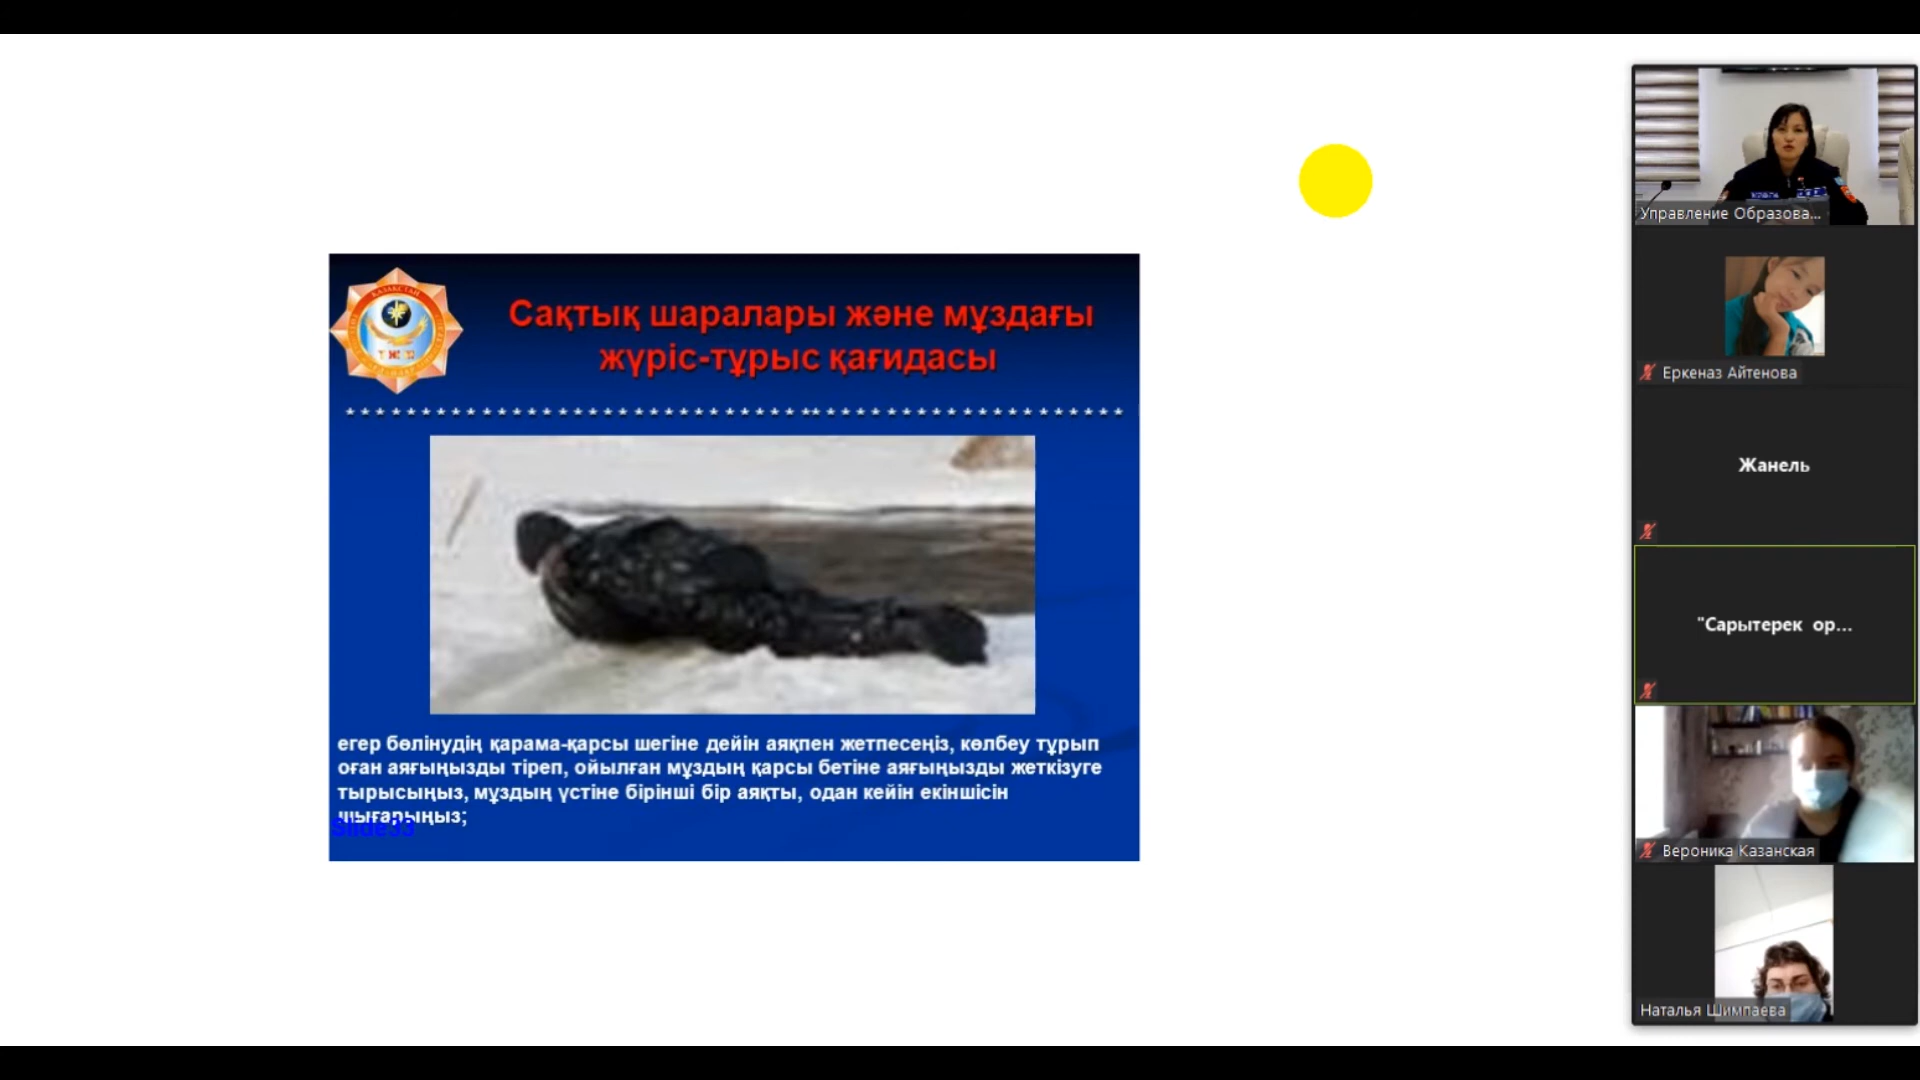 Сақтық шаралары және мұздағы
жүріс-тұрыс қағидасы
ҚАЗАҚСТАН
егер бөлінудің қарама-қарсы шегіне дейін аяқпен жетпесеңіз, көлбеу тұрып
оған аяғыңызды тіреп, ойылған мұздың қарсы бетіне аяғыңызды жеткізуге
тырысыңыз, мұздың үстіне бірінші бір аяқты, одан кейін екіншісін
шығарыңыз;
Slide33
Управление Образова...
Еркеназ Айтенова
Жанель
"Сарытерек ор...
Вероника Казанская
Наталья Шимпаева